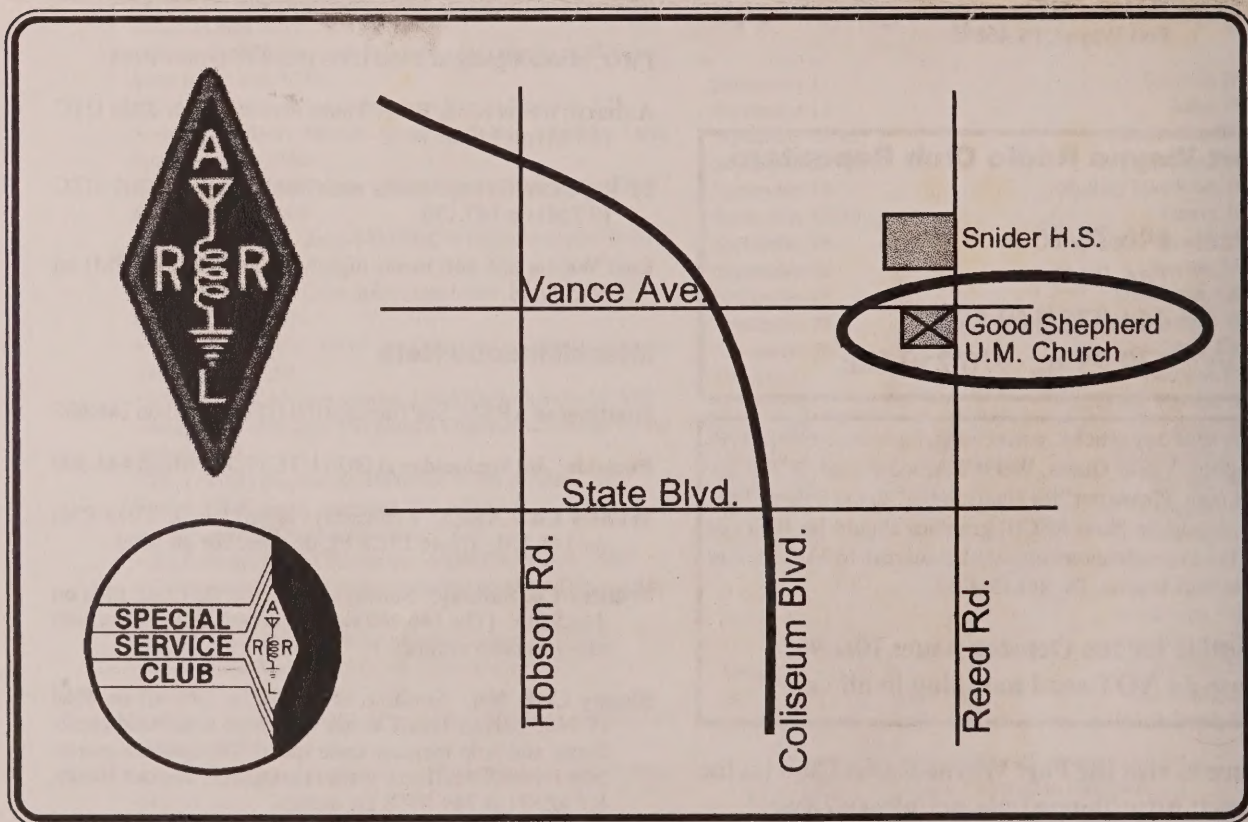 A
R R
L
SPECIAL
SERVICE
CLUB
A
R R
L
Snider H.S.
Vance Ave.
Good Shepherd
U.M. Church
State Blvd.
Hobson Rd.
Coliseum Blvd.
Reed Rd.